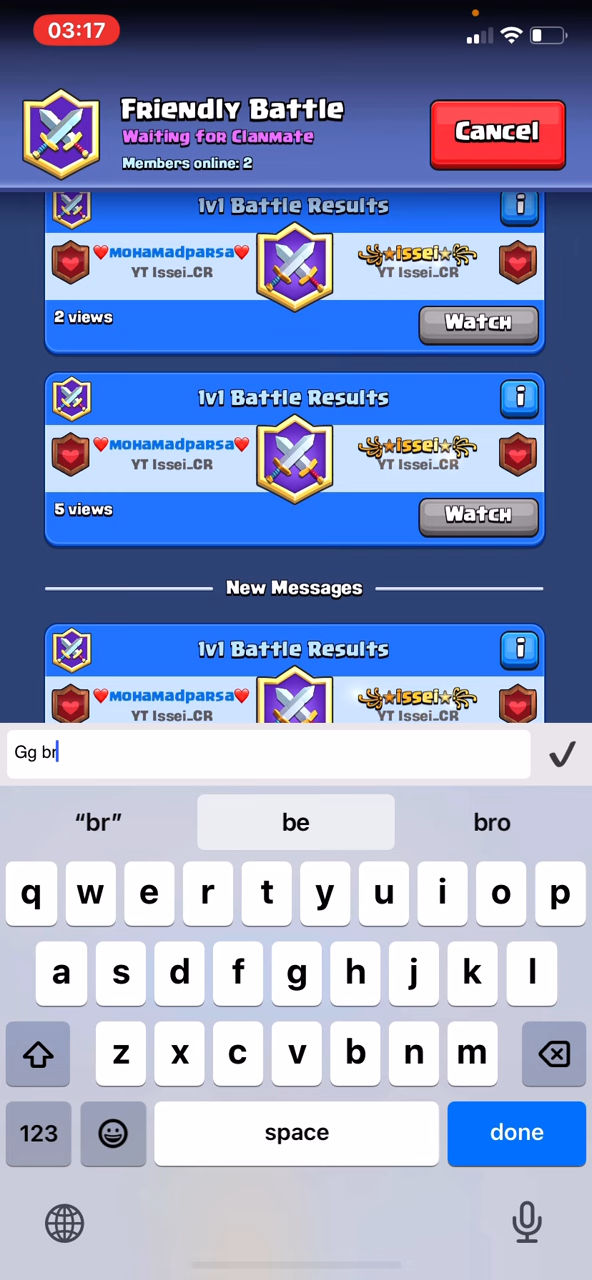 03:17
Friendly Battle
Waiting for Clanmate
Members online: 2
Cancel
1v1 Battle Results
i
❤️MOHAMADPARSA❤️
YT Issei_CR
꧁⭐ISSEI⭐꧂
YT Issei_CR
2 views
Watch
1v1 Battle Results
i
❤️MOHAMADPARSA❤️
YT Issei_CR
꧁⭐ISSEI⭐꧂
YT Issei_CR
5 views
Watch
New Messages
1v1 Battle Results
i
❤️MOHAMADPARSA❤️
YT Issei_CR
꧁⭐ISSEI⭐꧂
YT Issei_CR
Gg br
“br”
be
bro
q w e r t y u i o p
a s d f g h j k l
z x c v b n m
123
space
done